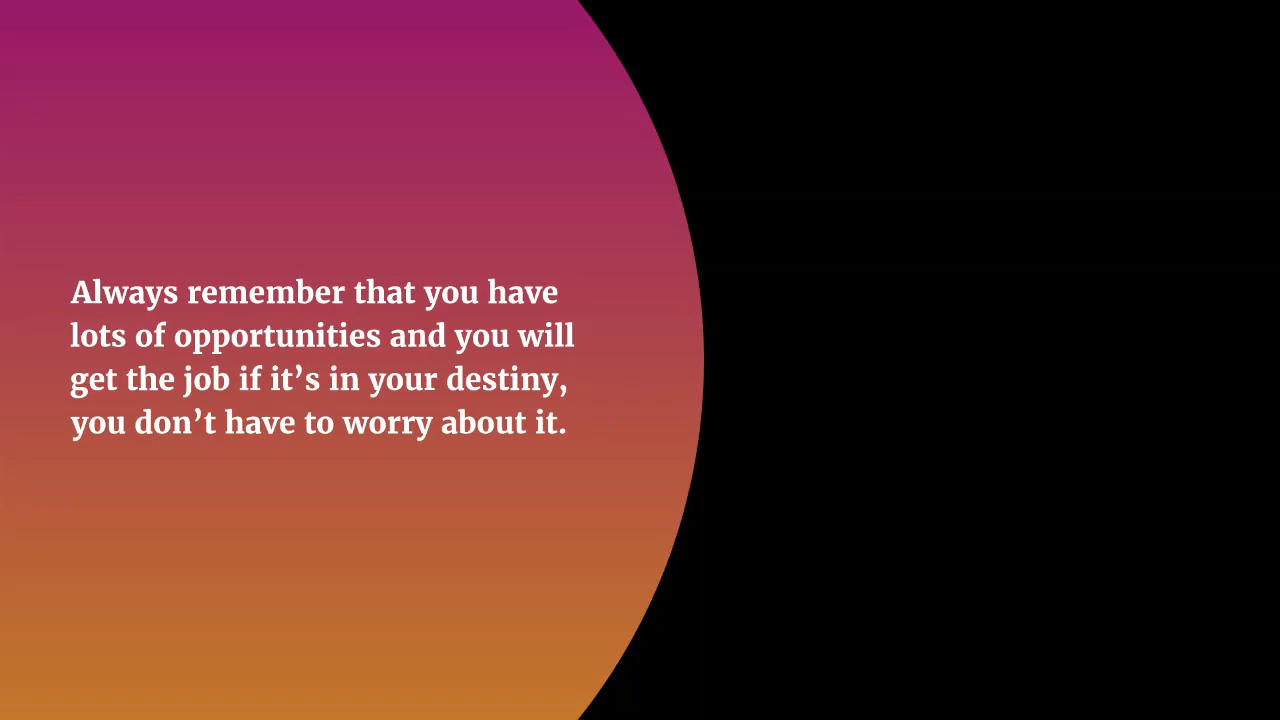 Always remember that you have
lots of opportunities and you will
get the job if it’s in your destiny,
you don’t have to worry about it.